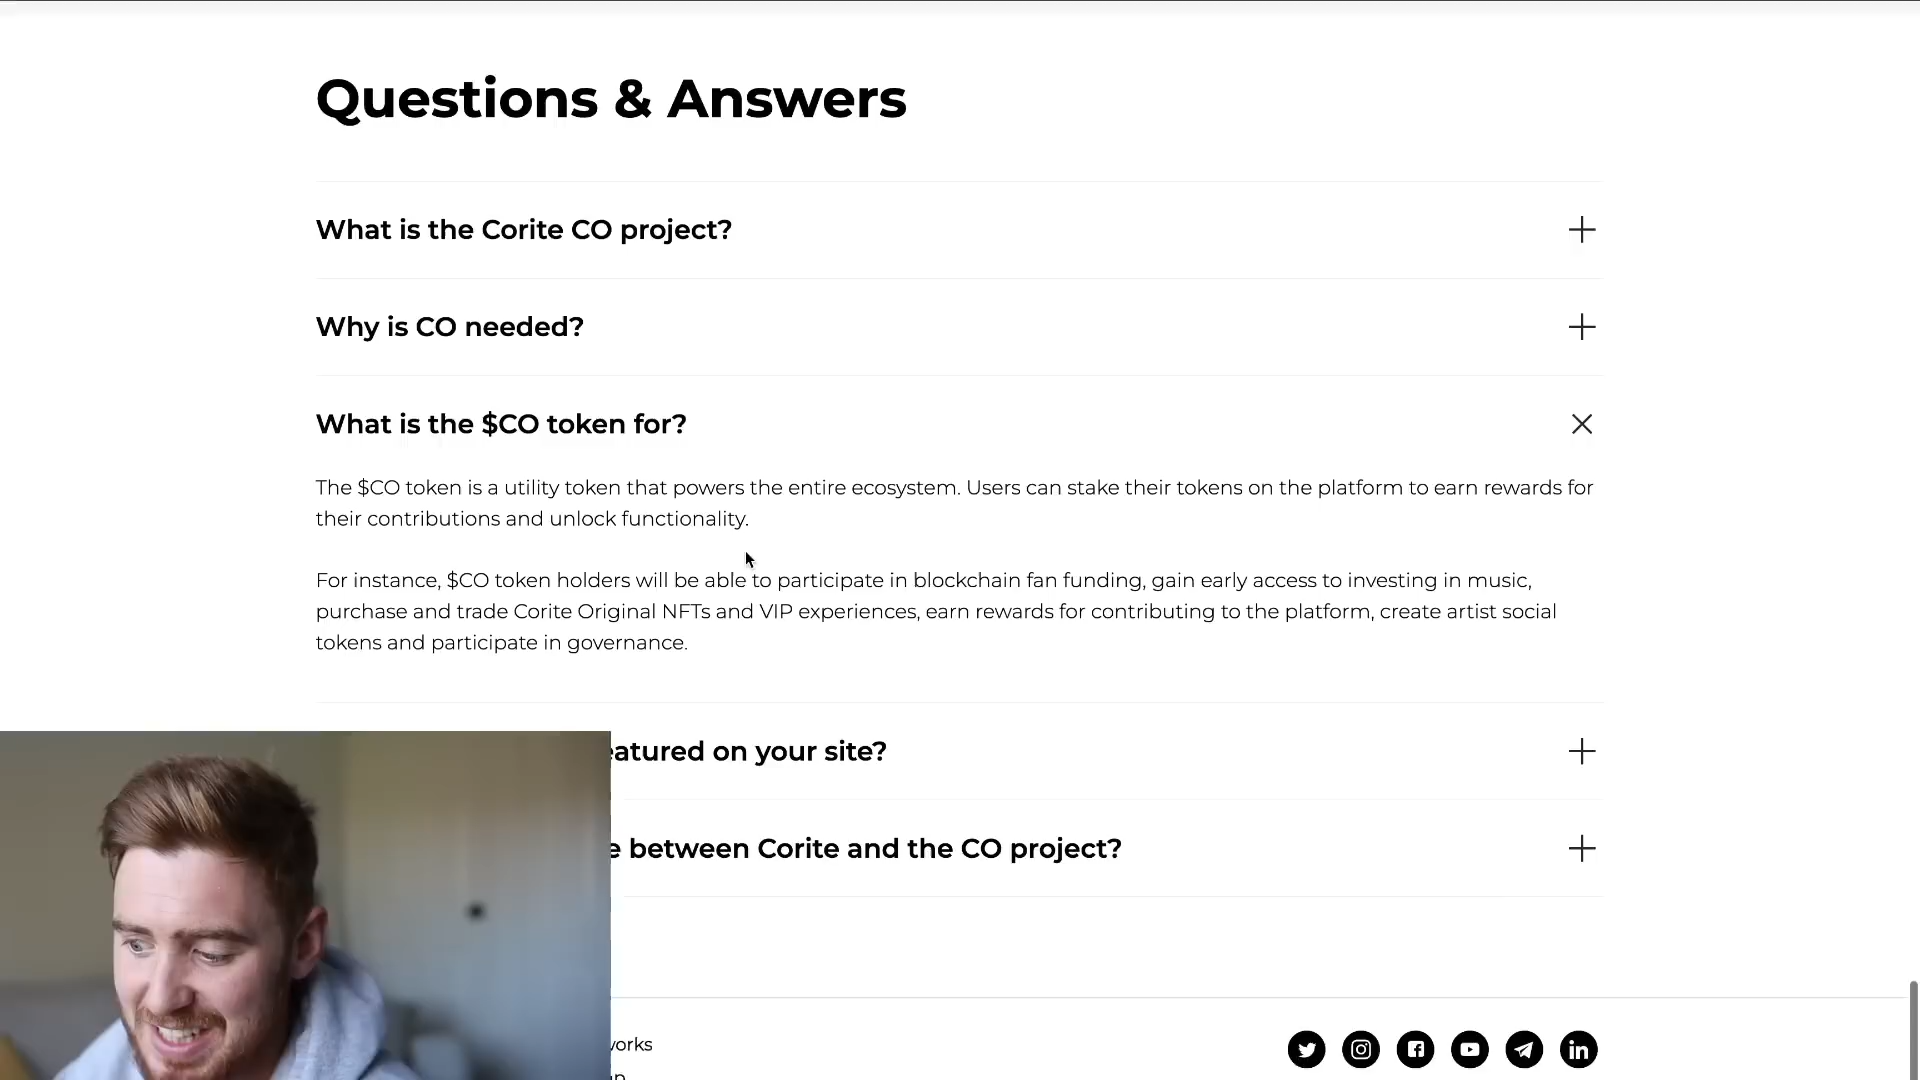 Questions & Answers
What is the Corite CO project?
Why is CO needed?
What is the $CO token for?
The $CO token is a utility token that powers the entire ecosystem. Users can stake their tokens on the platform to earn rewards for
their contributions and unlock functionality.
For instance, $CO token holders will be able to participate in blockchain fan funding, gain early access to investing in music,
purchase and trade Corite Original NFTs and VIP experiences, earn rewards for contributing to the platform, create artist social
tokens and participate in governance.
on your site?
between Corite and the CO project?